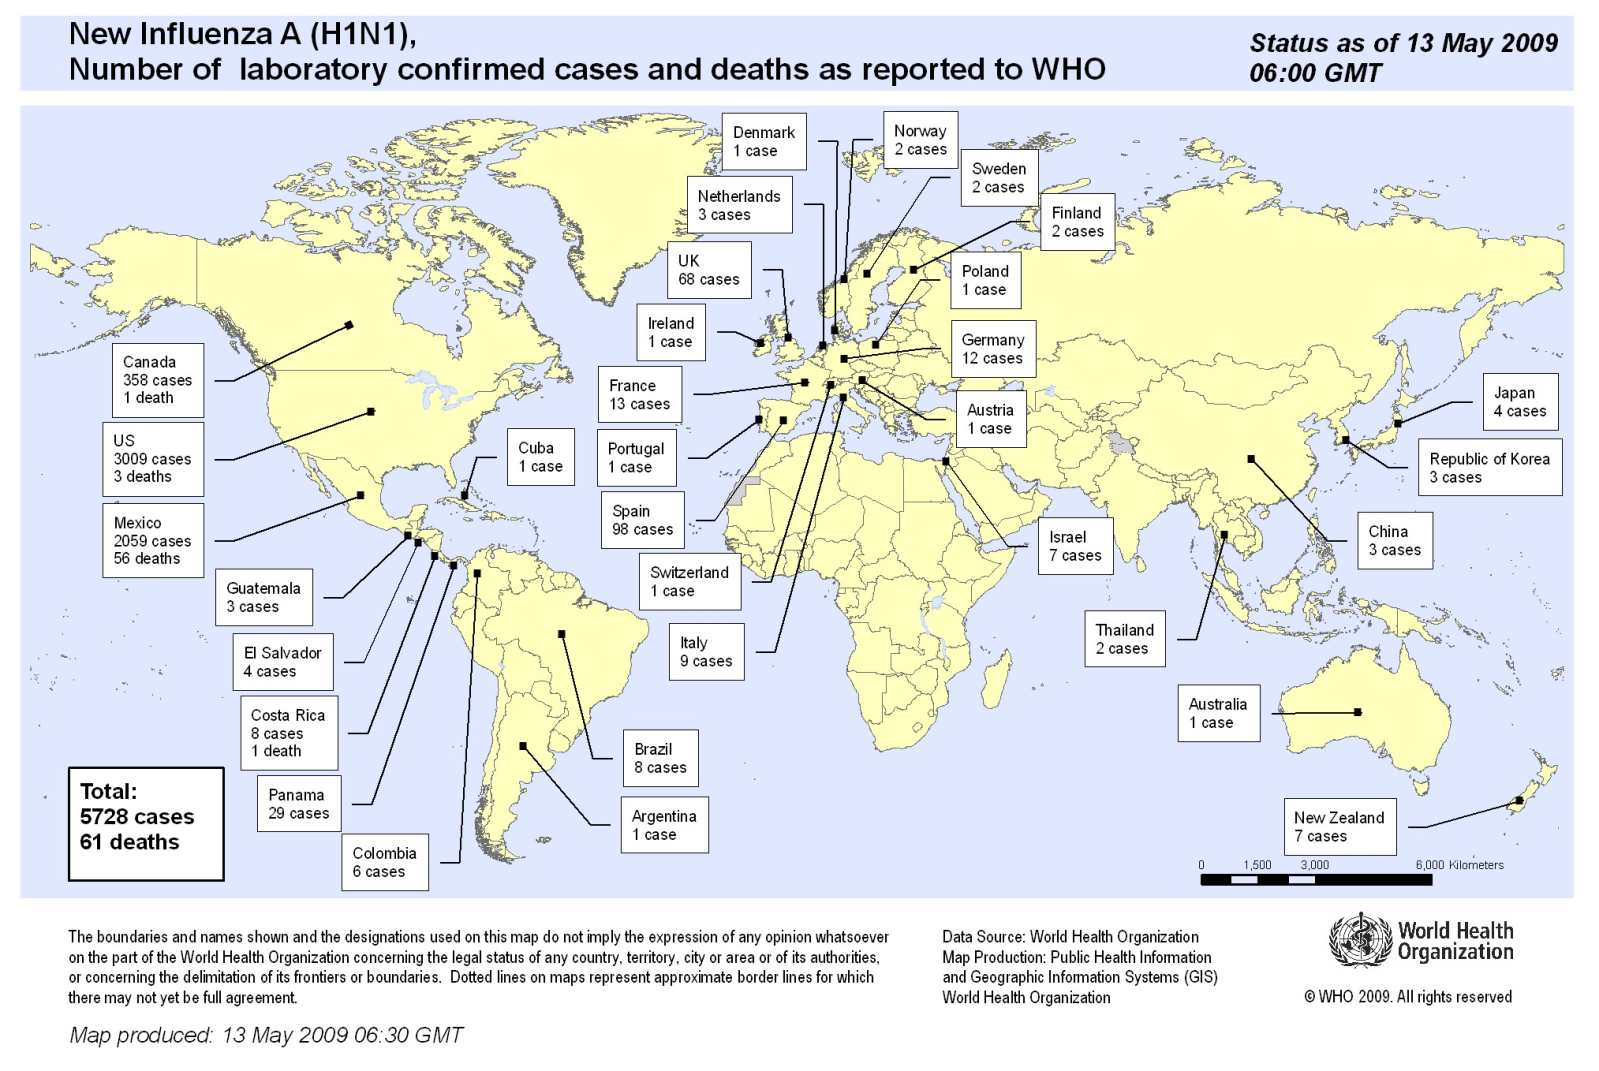 New Influenza A (H1N1),
Number of laboratory confirmed cases and deaths as reported to WHO
Status as of 13 May 2009
06:00 GMT
Denmark
1 case
Norway
2 cases
Sweden
2 cases
Netherlands
3 cases
Finland
2 cases
UK
68 cases
Poland
1 case
Ireland
1 case
Germany
12 cases
Canada
358 cases
1 death
France
13 cases
Austria
1 case
Japan
4 cases
US
3009 cases
3 deaths
Cuba
1 case
Portugal
1 case
Republic of Korea
3 cases
Mexico
2059 cases
56 deaths
Spain
98 cases
Israel
7 cases
China
3 cases
Guatemala
3 cases
Switzerland
1 case
El Salvador
4 cases
Italy
9 cases
Thailand
2 cases
Costa Rica
8 cases
1 death
Australia
1 case
Brazil
8 cases
Panama
29 cases
Argentina
1 case
New Zealand
7 cases
Colombia
6 cases
Total:
5728 cases
61 deaths
0 1,500 3,000 6,000 Kilometers
The boundaries and names shown and the designations used on this map do not imply the expression of any opinion whatsoever
on the part of the World Health Organization concerning the legal status of any country, territory, city or area or of its authorities,
or concerning the delimitation of its frontiers or boundaries. Dotted lines on maps represent approximate border lines for which
there may not yet be full agreement.
Data Source: World Health Organization
Map Production: Public Health Information
and Geographic Information Systems (GIS)
World Health Organization
World Health
Organization
© WHO 2009. All rights reserved
Map produced: 13 May 2009 06:30 GMT